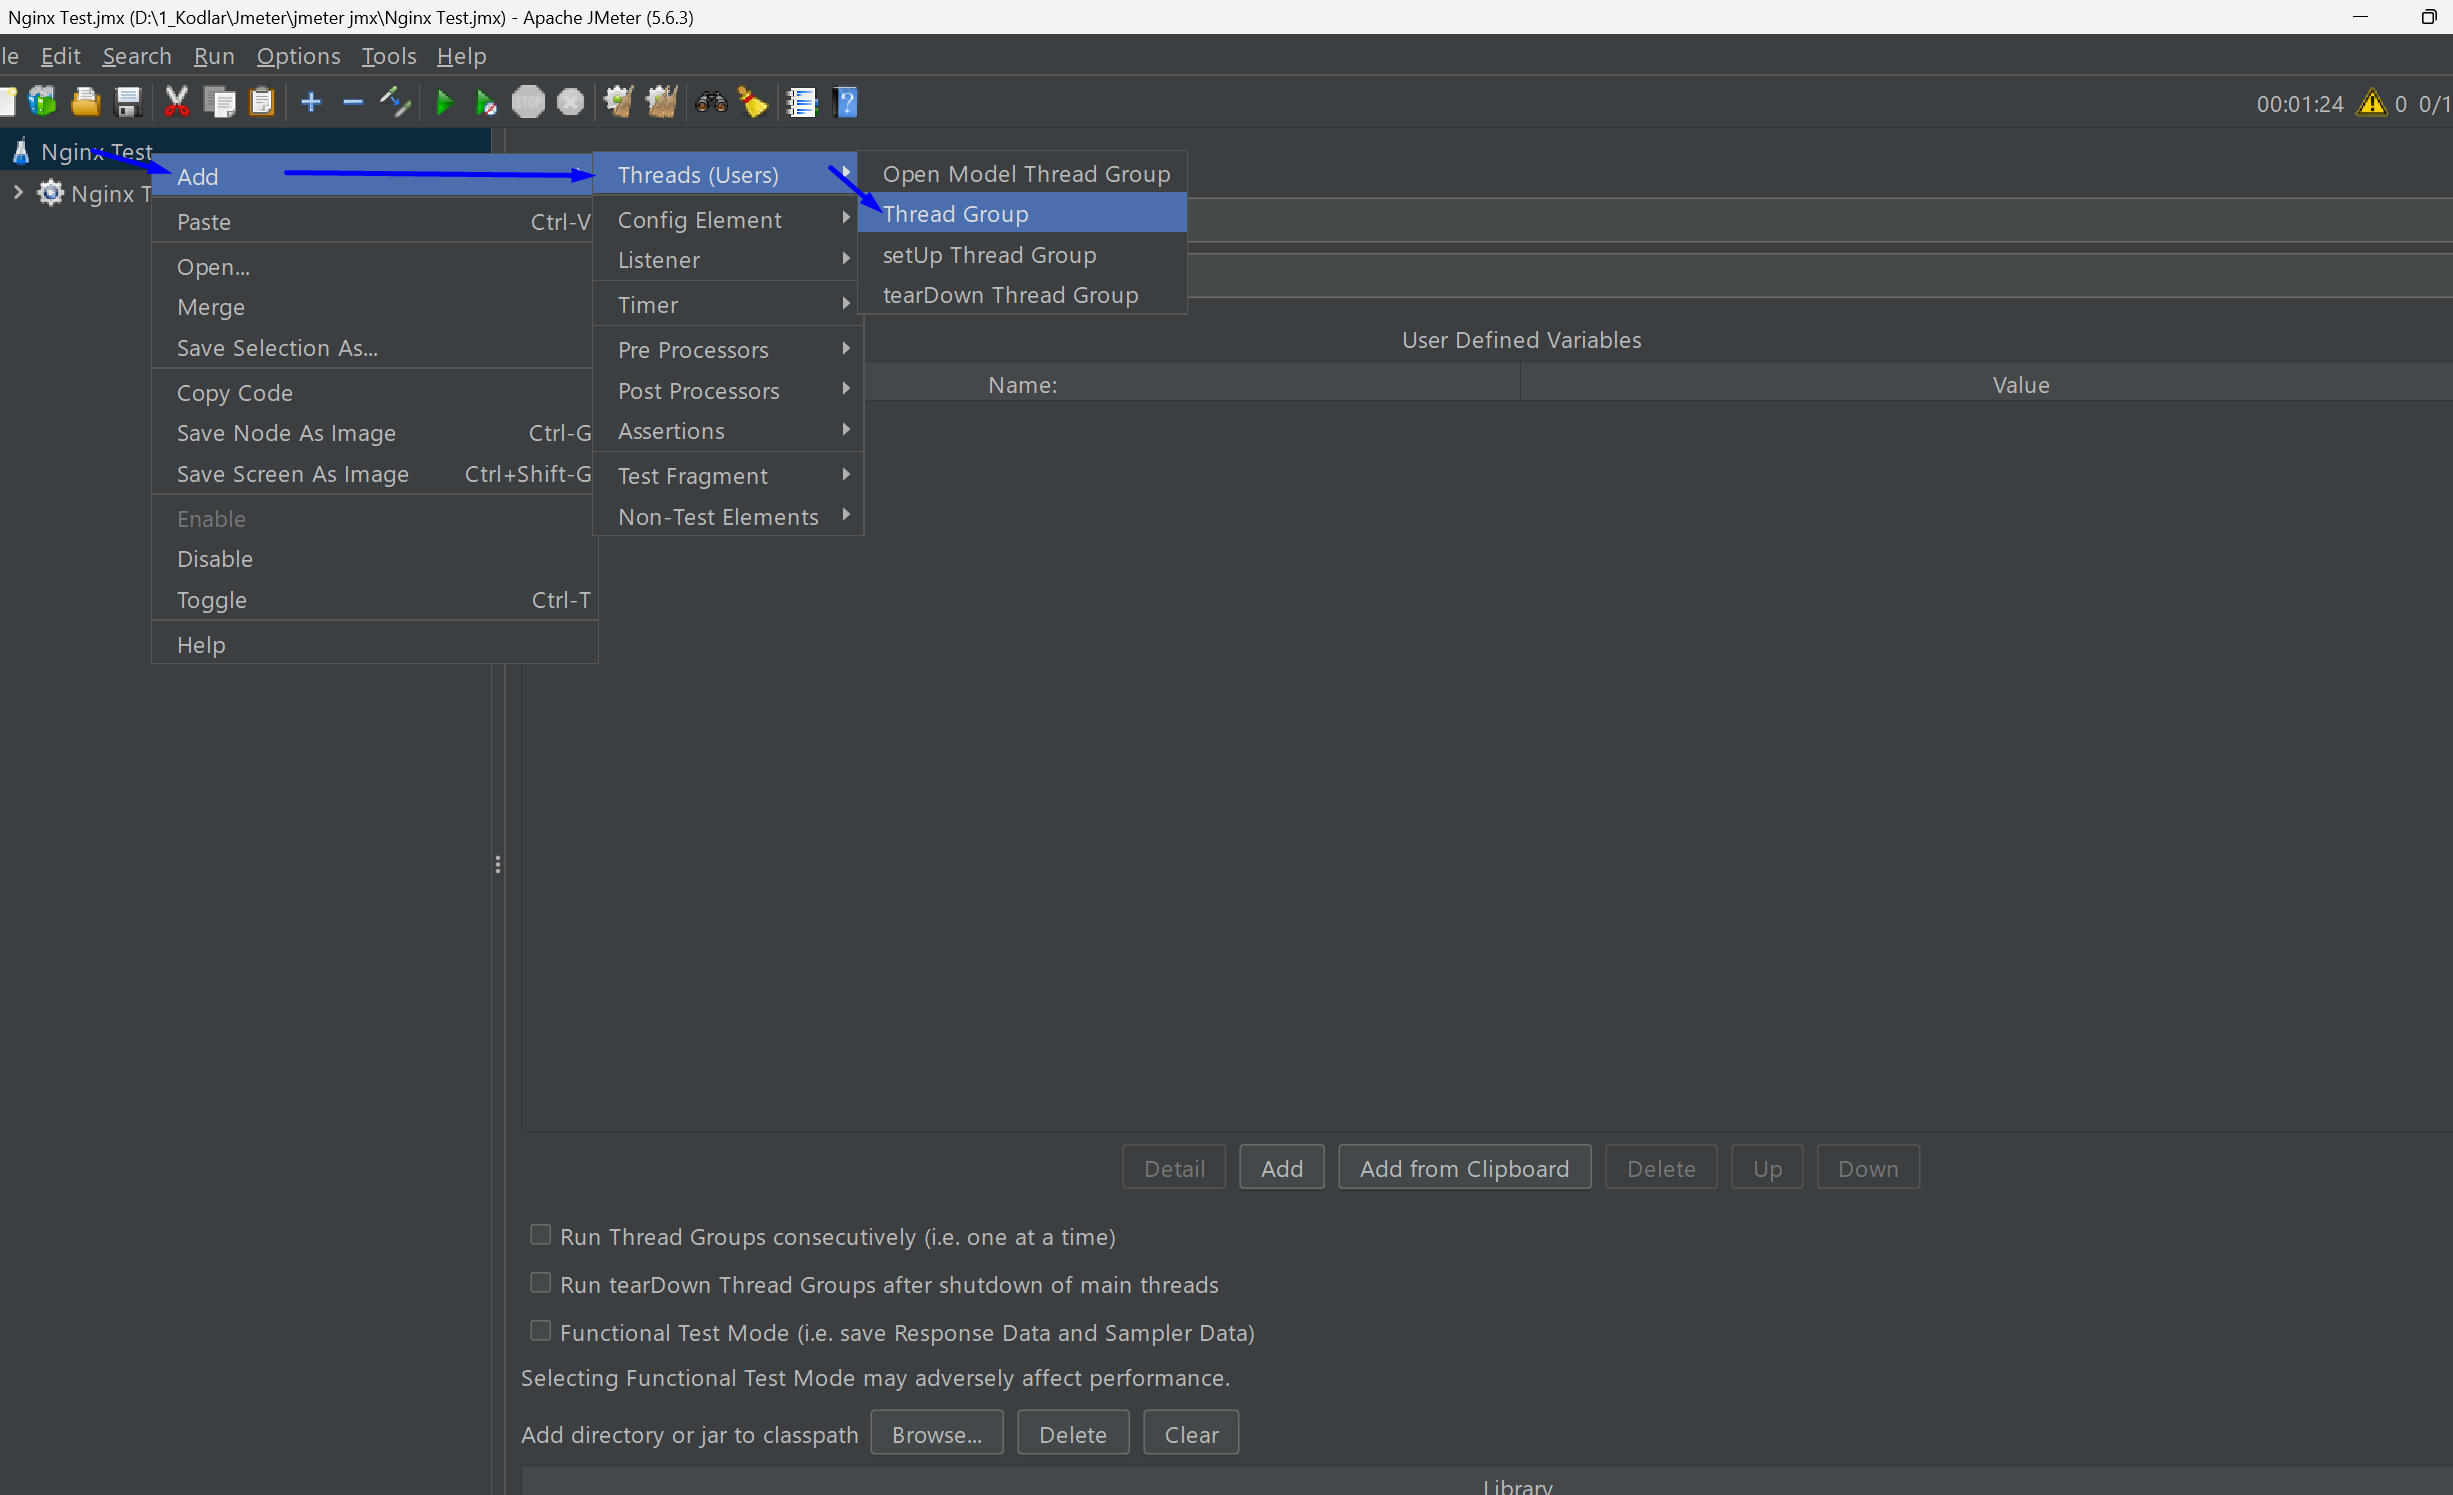 Nginx Test.jmx (D:\1_Kodlar\Jmeter\jmeter jmx\Nginx Test.jmx) - Apache JMeter (5.6.3)
le Edit Search Run Options Tools Help
STOP
00:01:24 0 0/1
Nginx Test
Nginx T
Add
Paste Ctrl-V
Open...
Merge
Save Selection As...
Copy Code
Save Node As Image Ctrl-G
Save Screen As Image Ctrl+Shift-G
Enable
Disable
Toggle Ctrl-T
Help
Threads (Users)
Config Element
Listener
Timer
Pre Processors
Post Processors
Assertions
Test Fragment
Non-Test Elements
Open Model Thread Group
Thread Group
setUp Thread Group
tearDown Thread Group
User Defined Variables
Name: Value
Detail Add Add from Clipboard Delete Up Down
Run Thread Groups consecutively (i.e. one at a time)
Run tearDown Thread Groups after shutdown of main threads
Functional Test Mode (i.e. save Response Data and Sampler Data)
Selecting Functional Test Mode may adversely affect performance.
Add directory or jar to classpath Browse... Delete Clear
Library